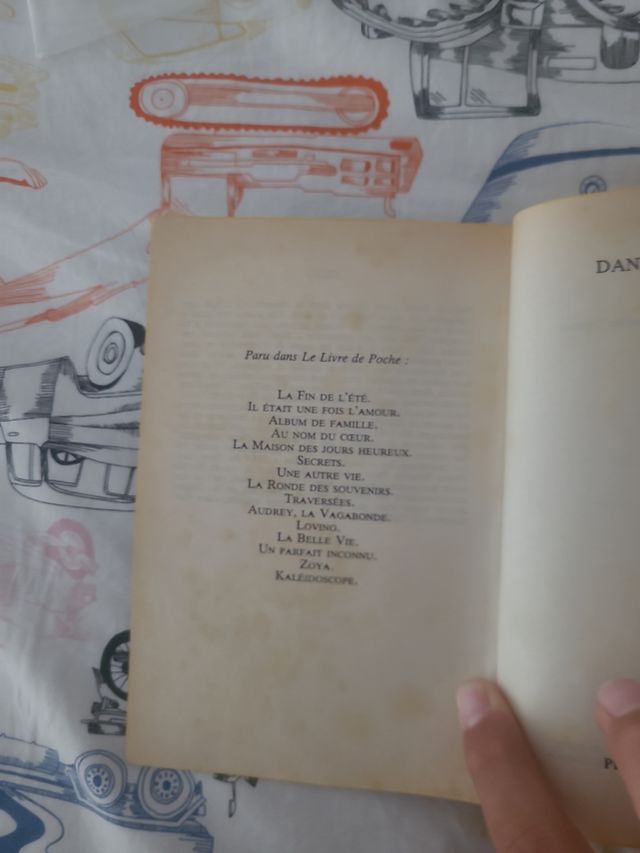 Paru dans Le Livre de Poche :
LA FIN DE L'ÉTÉ.
IL ÉTAIT UNE FOIS L'AMOUR.
ALBUM DE FAMILLE.
AU NOM DU CŒUR.
LA MAISON DES JOURS HEUREUX.
SECRETS.
UNE AUTRE VIE.
LA RONDE DES SOUVENIRS.
TRAVERSÉES.
AUDREY, LA VAGABONDE.
LOVING.
LA BELLE VIE.
UN PARFAIT INCONNU.
ZOYA.
KALÉIDOSCOPE.
DAN